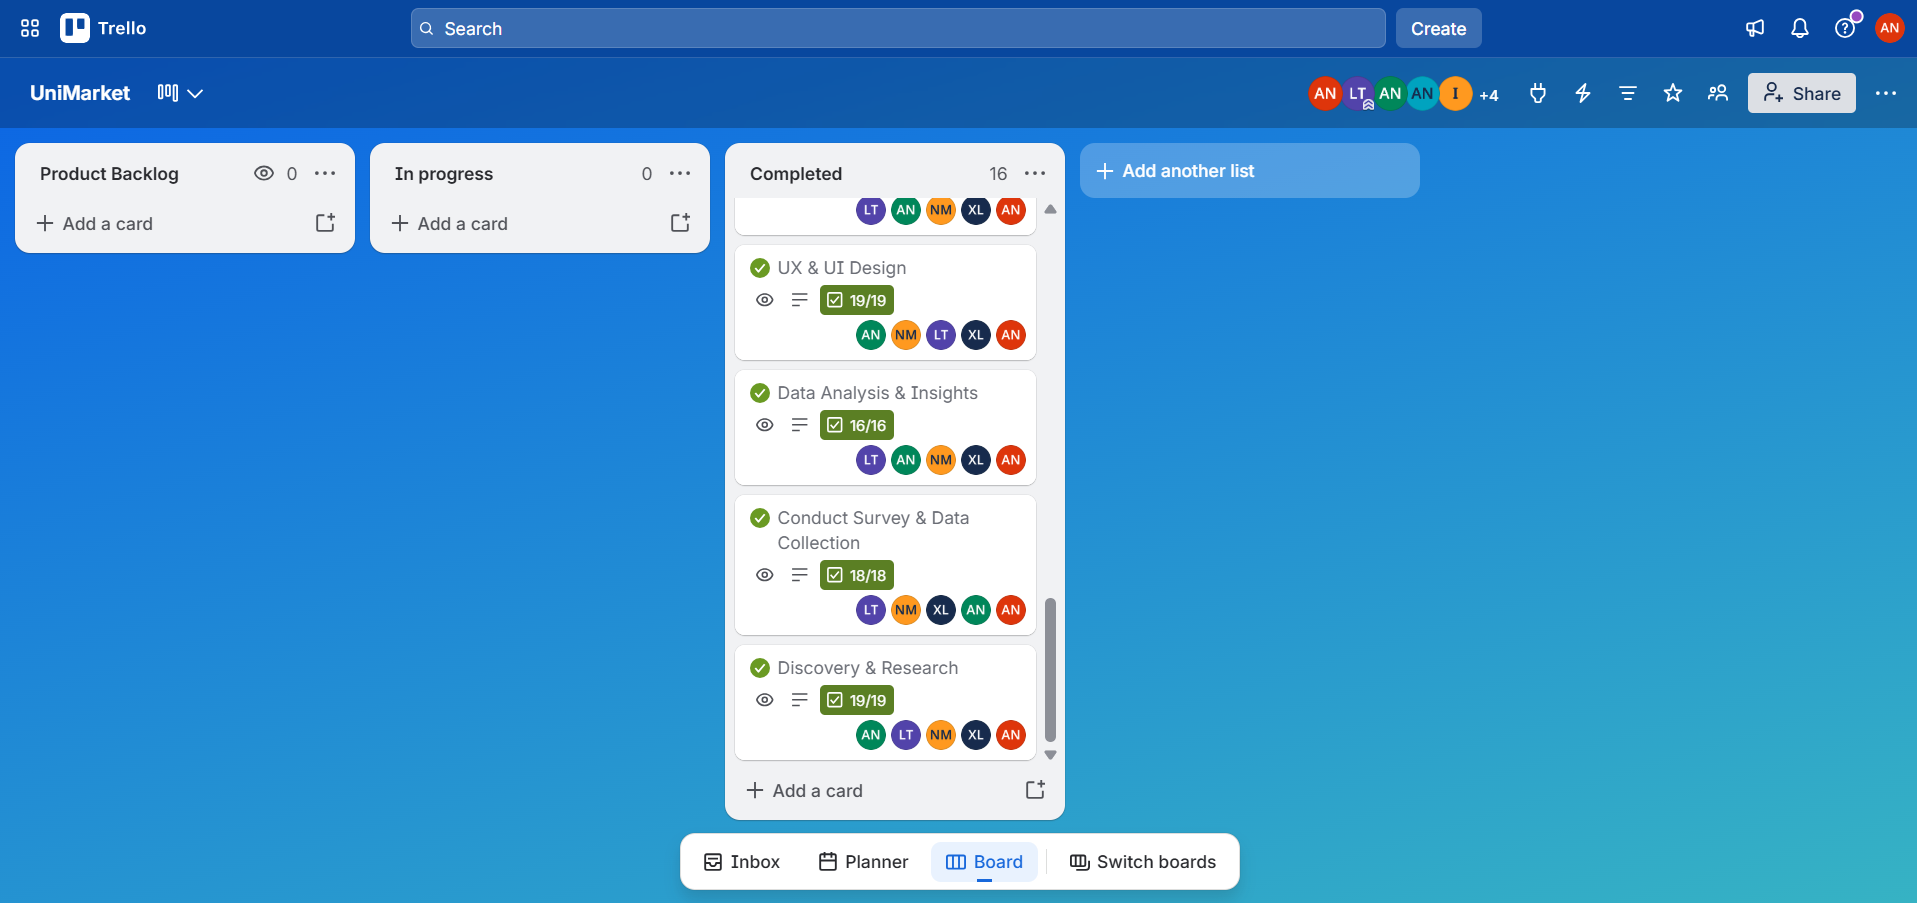 Trello
Search
Create
AN
UniMarket
AN LT AN AN I +4
Share
Product Backlog 0
Add a card
In progress 0
Add a card
Completed 16
LT AN NM XL AN
UX & UI Design
19/19
AN NM LT XL AN
Data Analysis & Insights
16/16
LT AN NM XL AN
Conduct Survey & Data
Collection
18/18
LT NM XL AN AN
Discovery & Research
19/19
AN LT NM XL AN
Add a card
Add another list
Inbox
Planner
Board
Switch boards